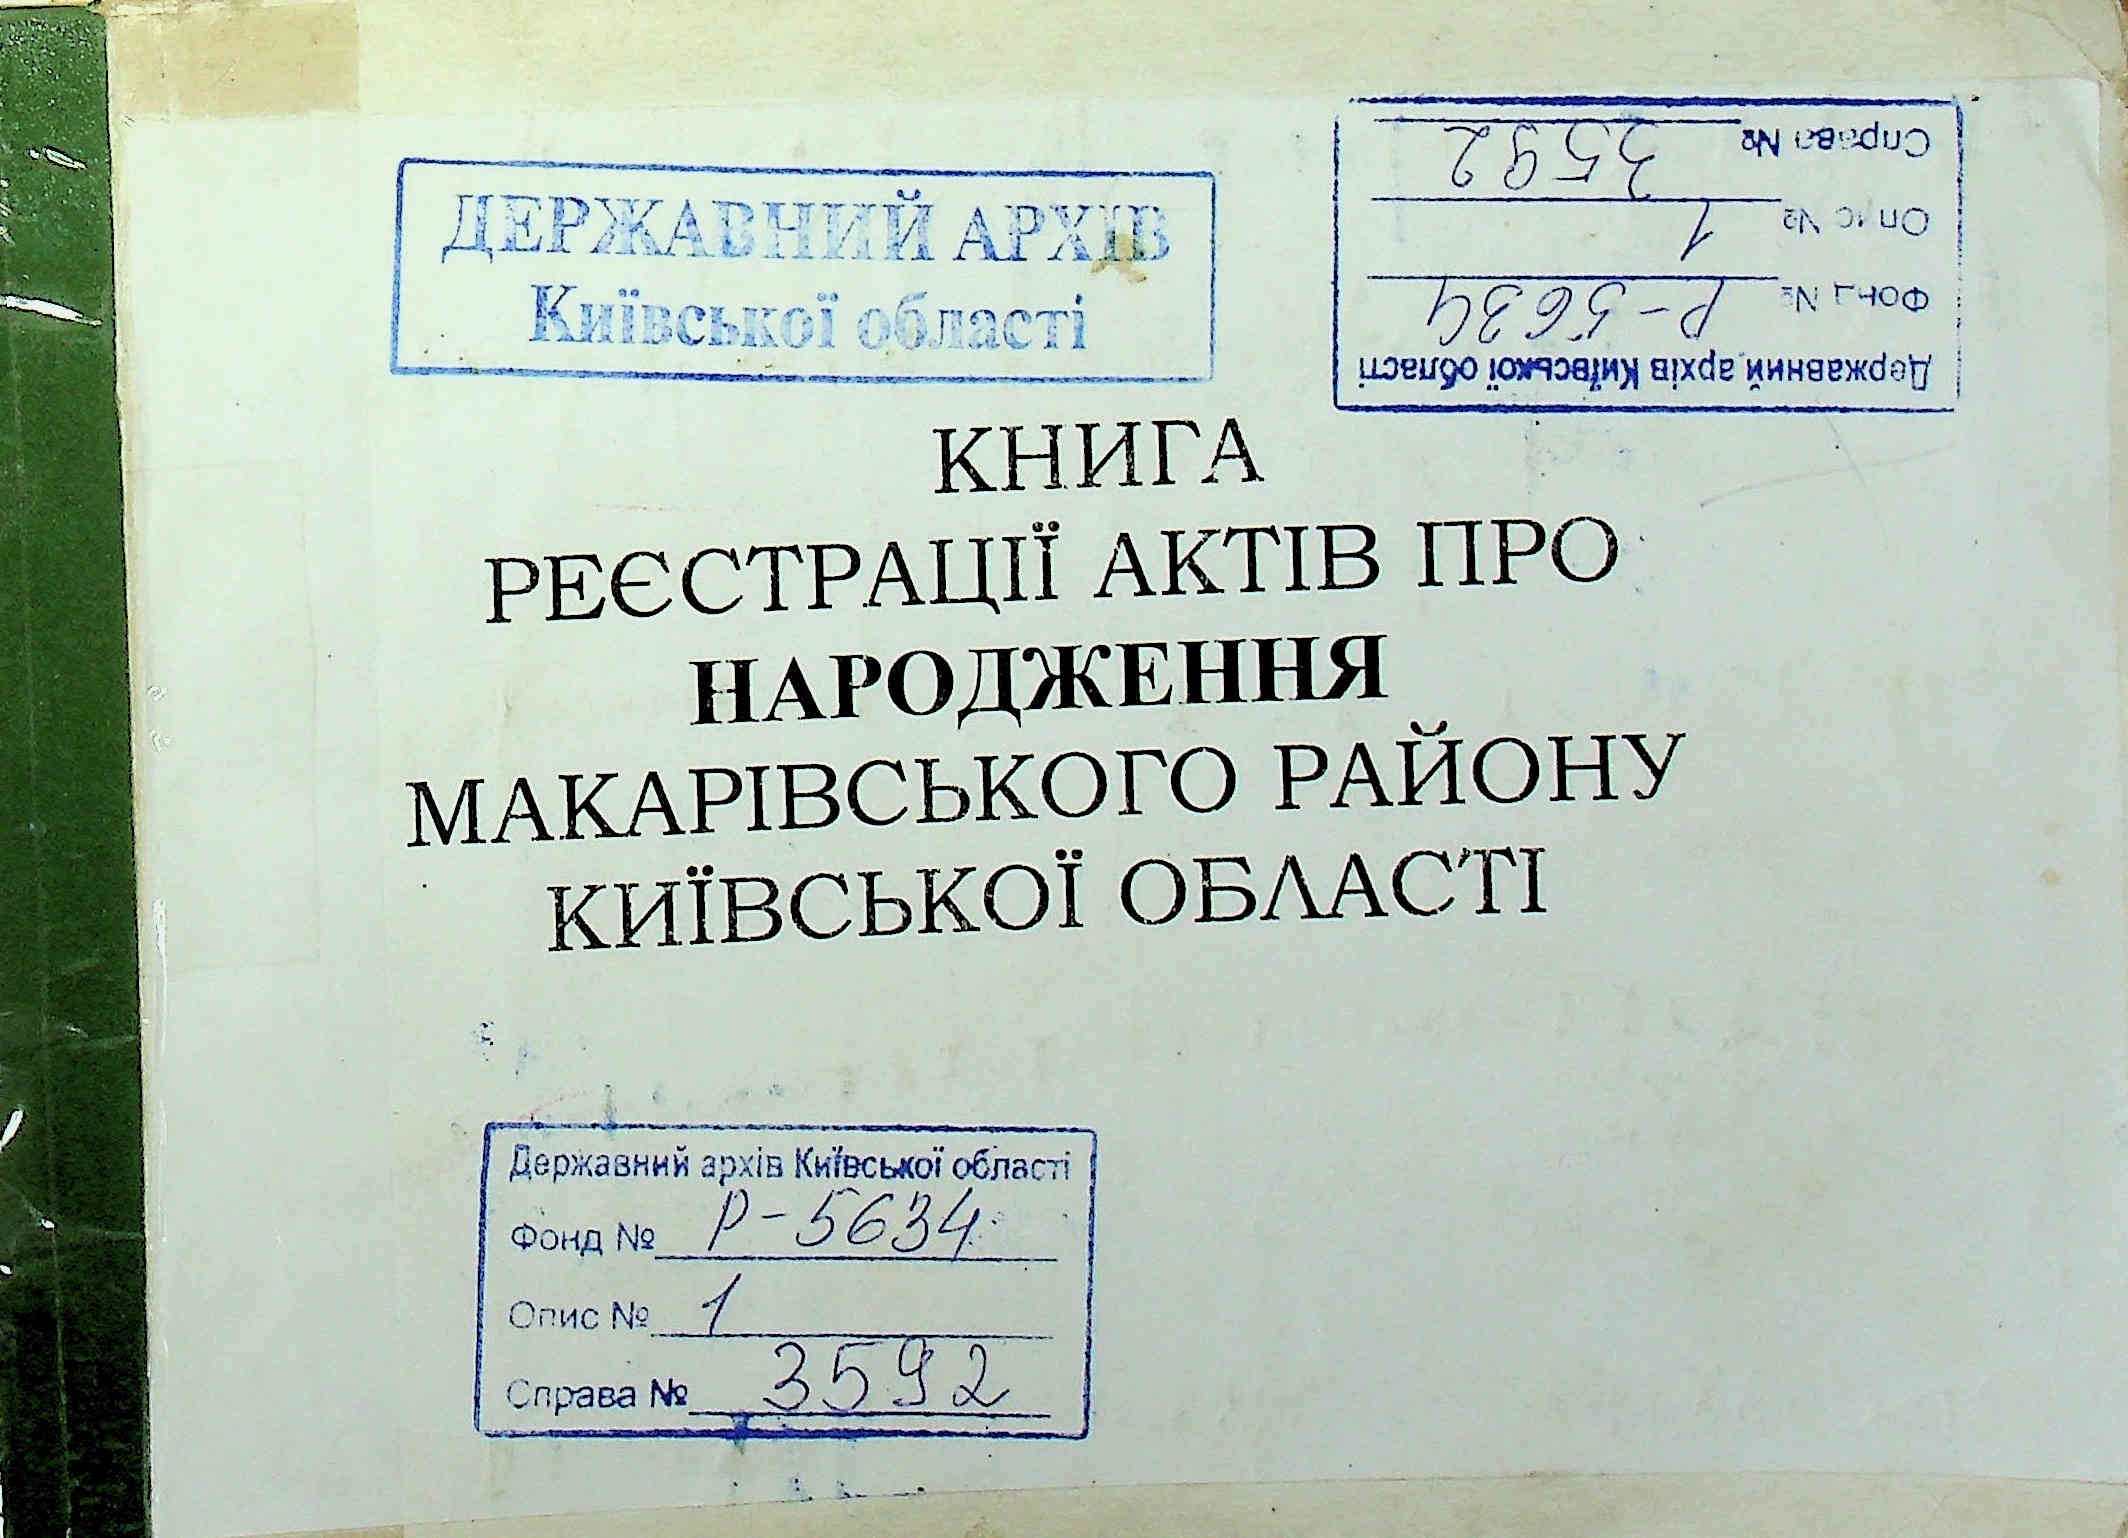 ДЕРЖАВНИЙ АРХІВ
Київської області
Державний архів Київської області
Фонд № Р-5634
Опис № 1
Справа № 3592
КНИГА
РЕЄСТРАЦІЇ АКТІВ ПРО
НАРОДЖЕННЯ
МАКАРІВСЬКОГО РАЙОНУ
КИЇВСЬКОЇ ОБЛАСТІ
Державний архів Київської області
Фонд № Р-5634
Опис № 1
Справа № 3592